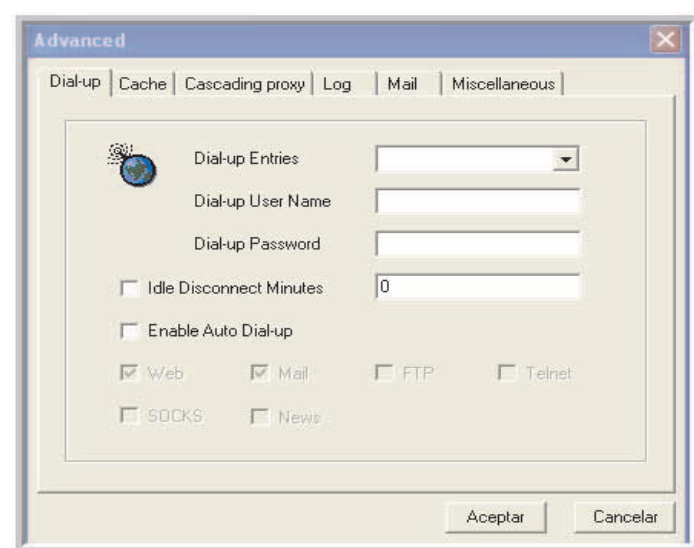 Advanced
Dial-up Cache Cascading proxy Log Mail Miscellaneous
Dial-up Entries
Dial-up User Name
Dial-up Password
Idle Disconnect Minutes 0
Enable Auto Dial-up
Web Mail FTP Telnet
SOCKS News
Aceptar Cancelar